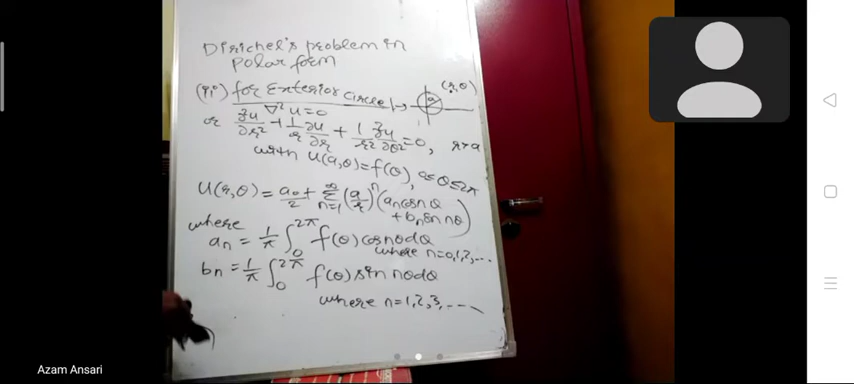 Dirichel's problem in
Polar form
for Exterior circle
(r,θ)
a
∇²u=0
or ∂²u/∂r² + 1/r ∂u/∂r + 1/r² ∂²u/∂θ² = 0, r>a
with u(a,θ)=f(θ), 0≤θ≤2π
u(r,θ) = a₀/2 + ∑_{n=1}^{∞} (a/r)ⁿ (aₙ cos nθ
+ bₙ sin nθ)
where
aₙ = 1/π ∫₀^{2π} f(θ) cos nθ dθ
where n=0,1,2,...
bₙ = 1/π ∫₀^{2π} f(θ) sin nθ dθ
where n=1,2,3,----
Azam Ansari